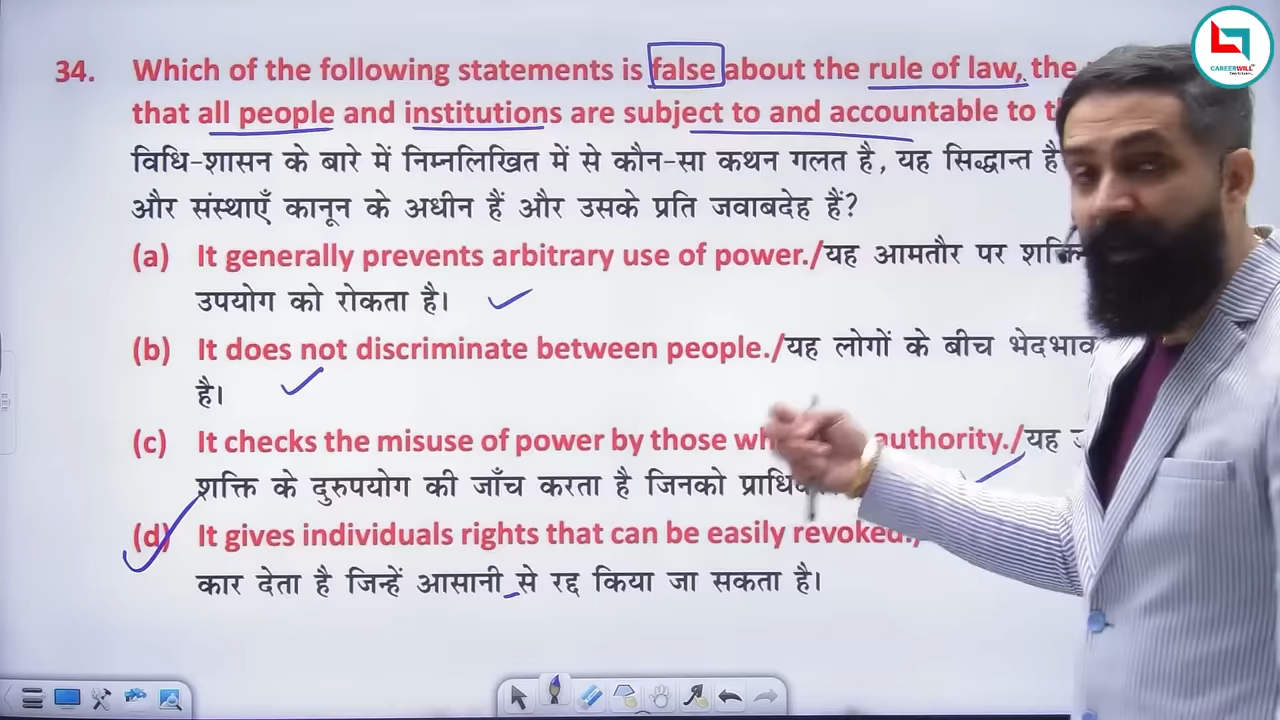 CAREERWILL
34. Which of the following statements is false about the rule of law, the
that all people and institutions are subject to and accountable to
विधि-शासन के बारे में निम्नलिखित में से कौन-सा कथन गलत है, यह सिद्धान्त है
और संस्थाएँ कानून के अधीन हैं और उसके प्रति जवाबदेह हैं?
(a) It generally prevents arbitrary use of power./यह आमतौर पर
उपयोग को रोकता है।
(b) It does not discriminate between people./यह लोगों के बीच भेदभाव
है।
(c) It checks the misuse of power by those authority./यह
शक्ति के दुरुपयोग की जाँच करता है जिनको
(d) It gives individuals rights that can be easily revoked./
कार देता है जिन्हें आसानी से रद्द किया जा सकता है।